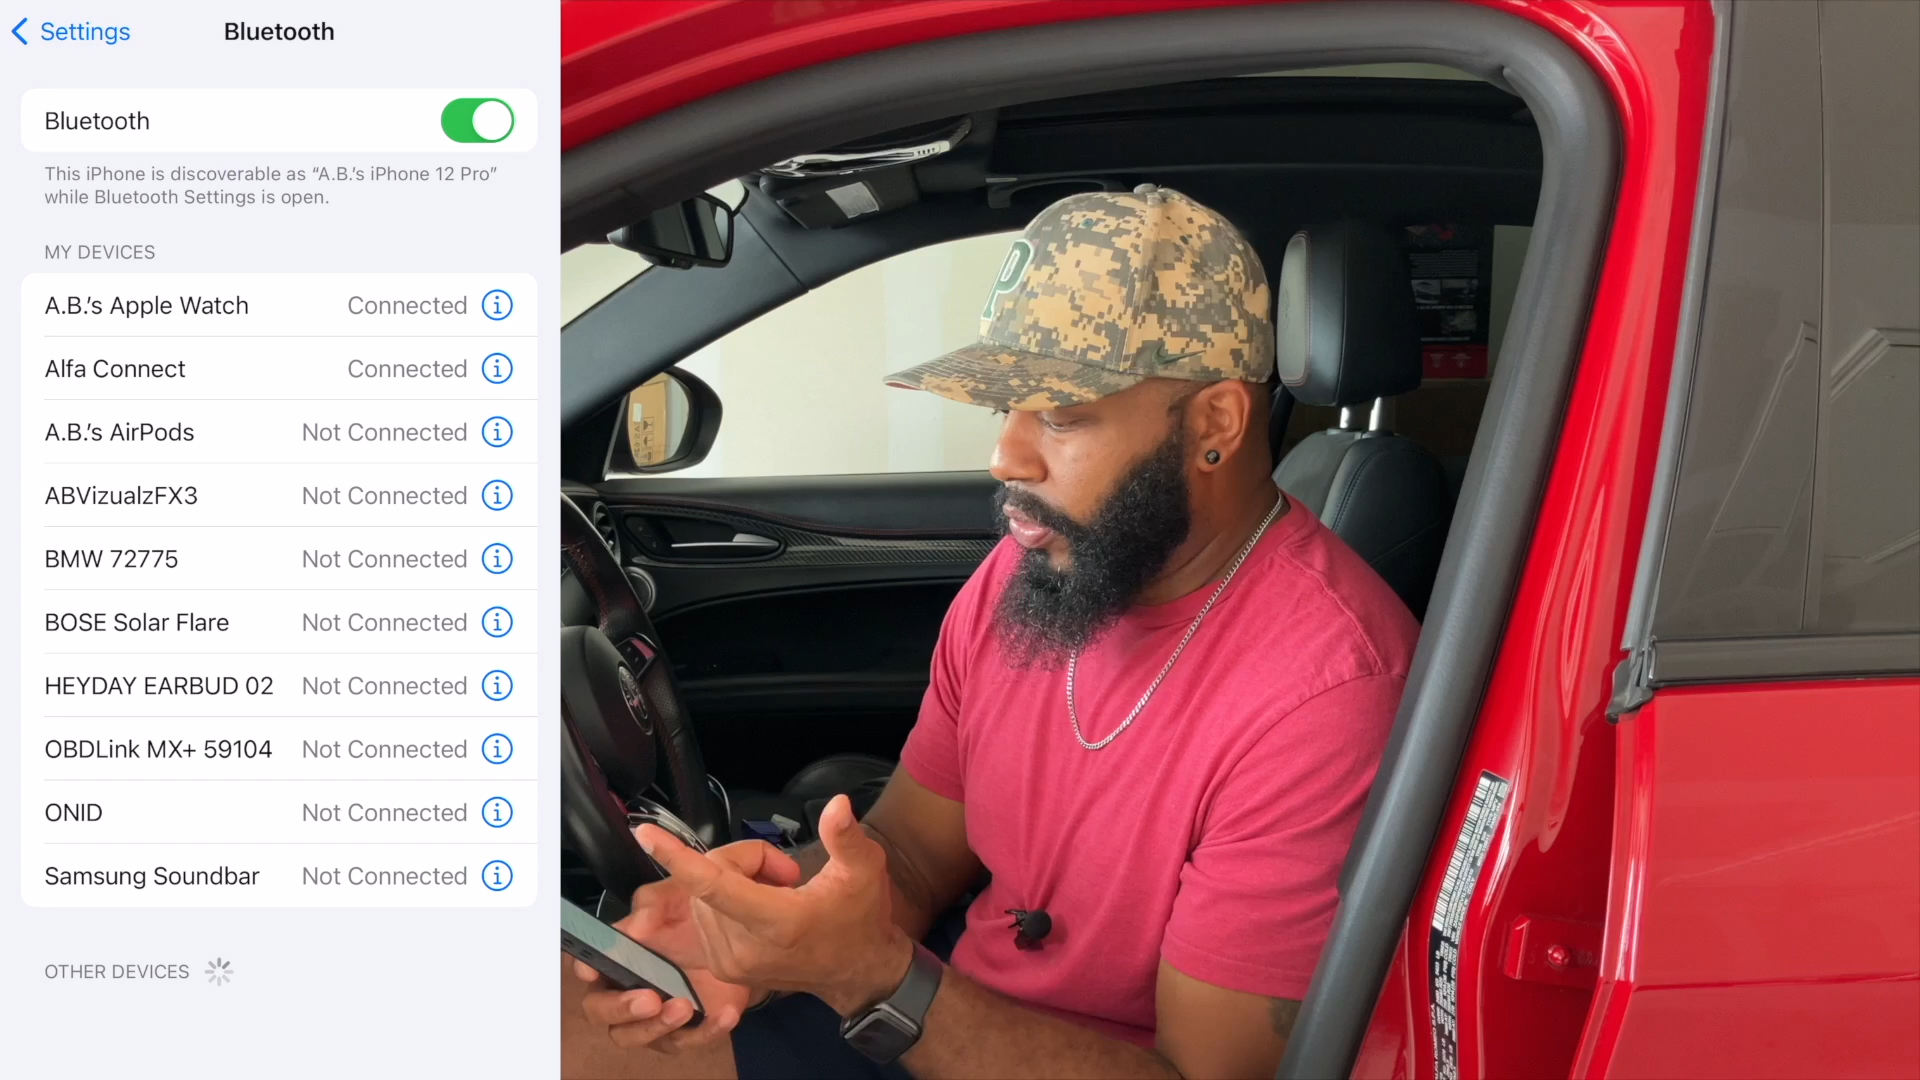 Settings
Bluetooth
Bluetooth
This iPhone is discoverable as “A.B.’s iPhone 12 Pro”
while Bluetooth Settings is open.
MY DEVICES
A.B.’s Apple Watch Connected
Alfa Connect Connected
A.B.’s AirPods Not Connected
ABVizualzFX3 Not Connected
BMW 72775 Not Connected
BOSE Solar Flare Not Connected
HEYDAY EARBUD 02 Not Connected
OBDLink MX+ 59104 Not Connected
ONID Not Connected
Samsung Soundbar Not Connected
OTHER DEVICES
P